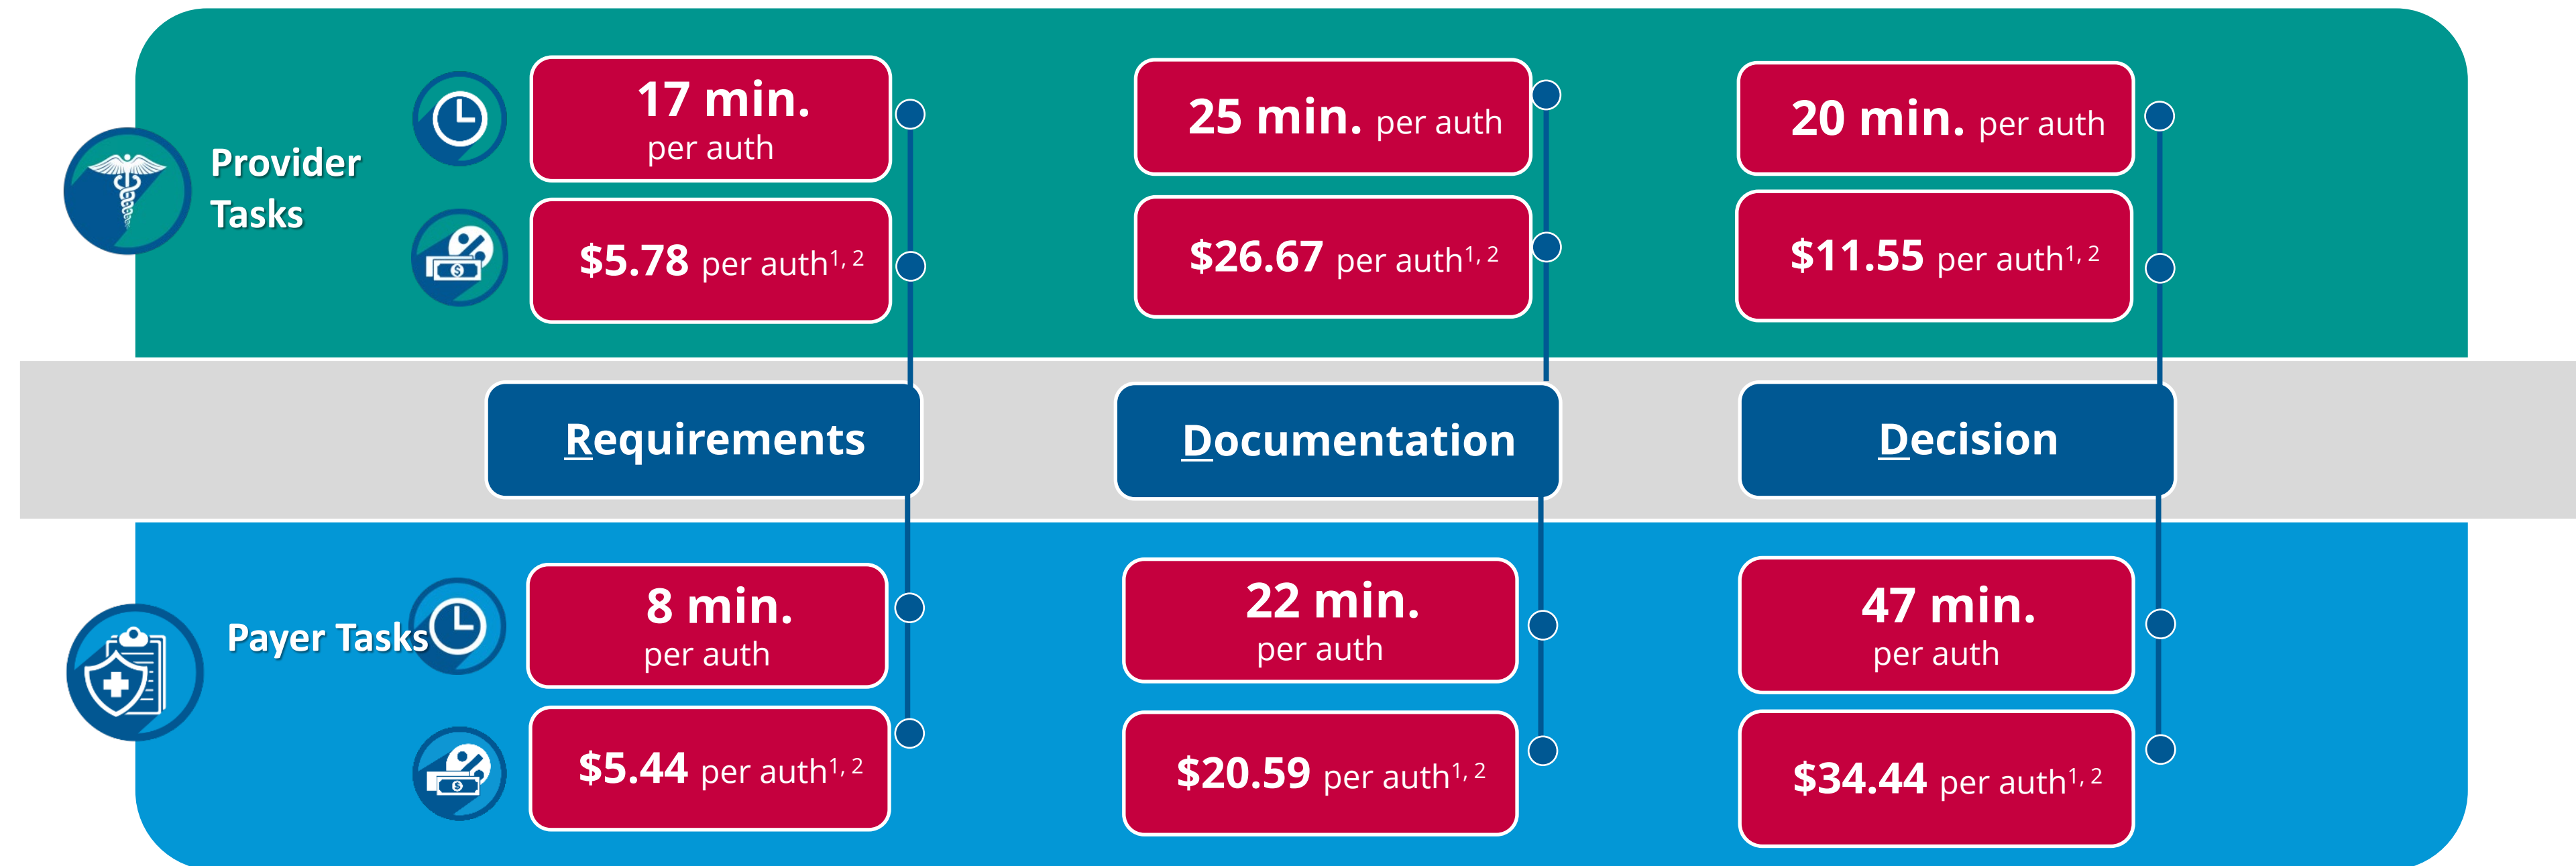 Provider
Tasks
17 min.
per auth
25 min. per auth
20 min. per auth
$5.78 per auth1, 2
$26.67 per auth1, 2
$11.55 per auth1, 2
Requirements
Documentation
Decision
Payer Tasks
8 min.
per auth
22 min.
per auth
47 min.
per auth
$5.44 per auth1, 2
$20.59 per auth1, 2
$34.44 per auth1, 2